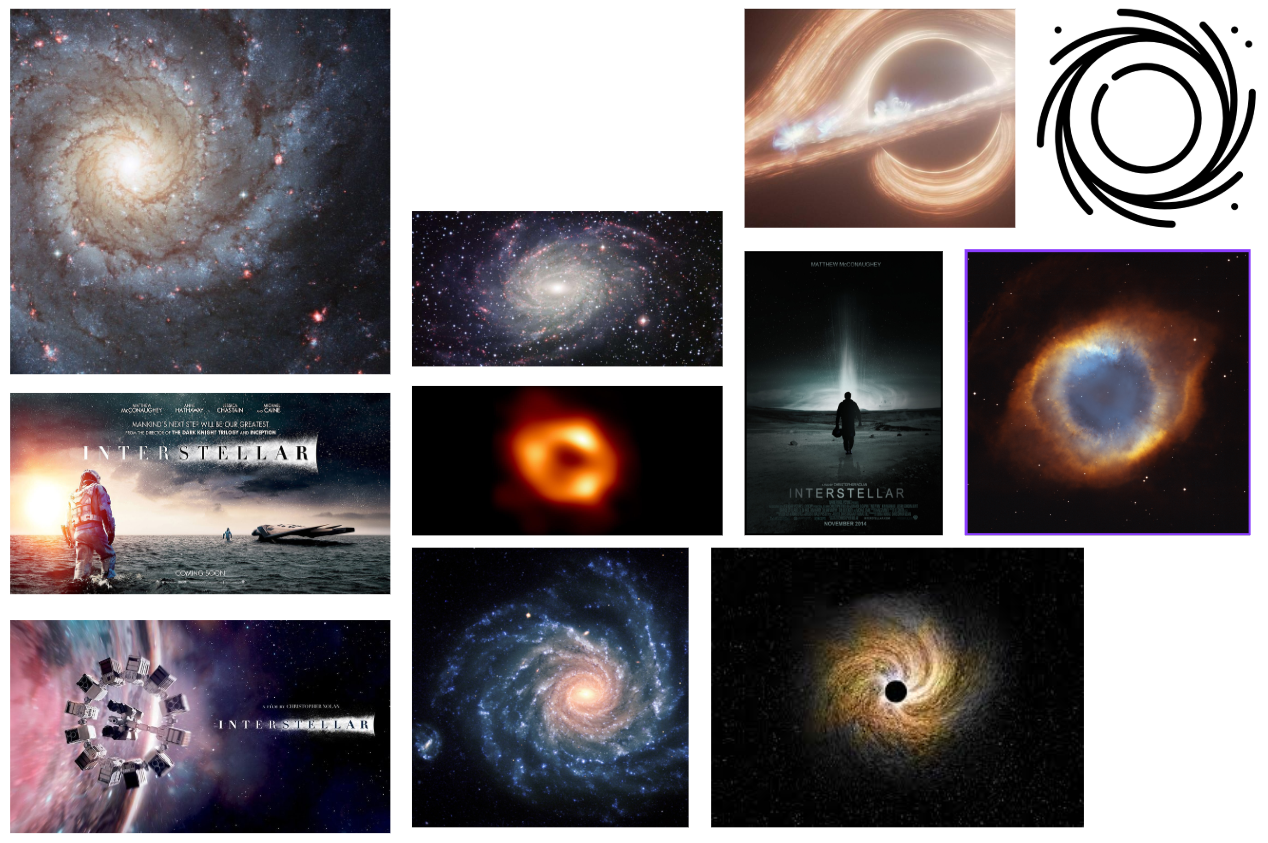 MATTHEW McCONAUGHEY
ANNE HATHAWAY
JESSICA CHASTAIN
MICHAEL AND CAINE
MANKIND'S NEXT STEP WILL BE OUR GREATEST
FROM THE DIRECTOR OF THE DARK KNIGHT TRILOGY AND INCEPTION
INTERSTELLAR
COMING SOON
A FILM BY CHRISTOPHER NOLAN
INTERSTELLAR
MATTHEW McCONAUGHEY
INTERSTELLAR
NOVEMBER 2014